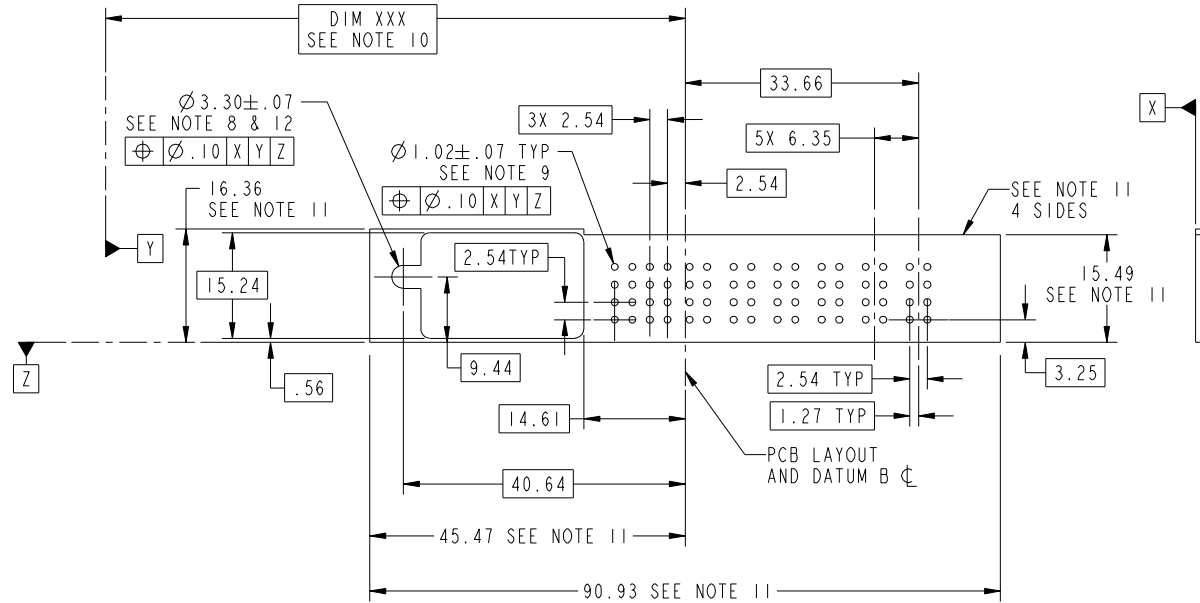 DIM XXX
SEE NOTE 10
33.66
X
Ø3.30±.07
SEE NOTE 8 & 12
⌖ Ø.10 X Y Z
3X 2.54
5X 6.35
Ø1.02±.07 TYP
SEE NOTE 9
⌖ Ø.10 X Y Z
2.54
16.36
SEE NOTE 11
SEE NOTE 11
4 SIDES
Y
2.54TYP
15.24
15.49
SEE NOTE 11
Z
.56
9.44
2.54 TYP
3.25
14.61
1.27 TYP
PCB LAYOUT
AND DATUM B ℄
40.64
45.47 SEE NOTE 11
90.93 SEE NOTE 11